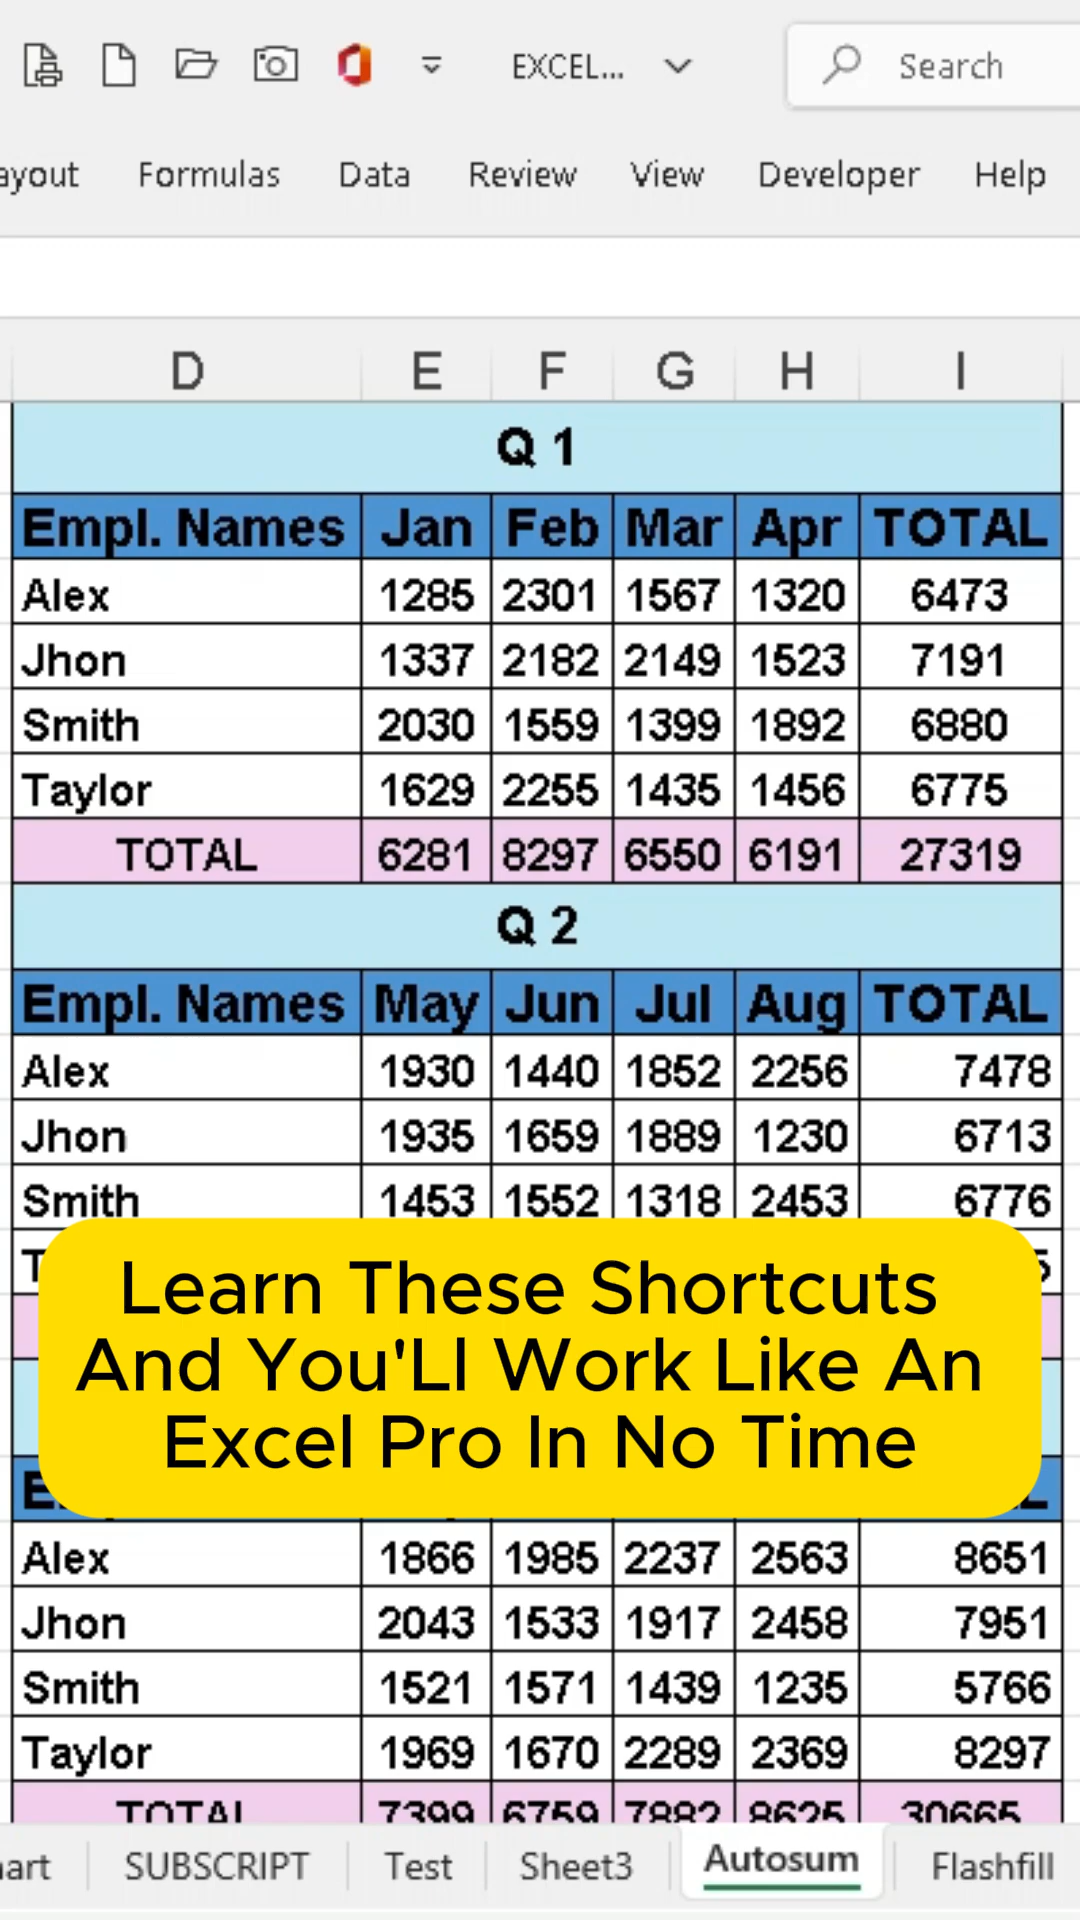 EXCEL... Search
ayout Formulas Data Review View Developer Help
D E F G H I
Q 1
Empl. Names Jan Feb Mar Apr TOTAL
Alex 1285 2301 1567 1320 6473
Jhon 1337 2182 2149 1523 7191
Smith 2030 1559 1399 1892 6880
Taylor 1629 2255 1435 1456 6775
TOTAL 6281 8297 6550 6191 27319
Q 2
Empl. Names May Jun Jul Aug TOTAL
Alex 1930 1440 1852 2256 7478
Jhon 1935 1659 1889 1230 6713
Smith 1453 1552 1318 2453 6776
Learn These Shortcuts
And You'Ll Work Like An
Excel Pro In No Time
Alex 1866 1985 2237 2563 8651
Jhon 2043 1533 1917 2458 7951
Smith 1521 1571 1439 1235 5766
Taylor 1969 1670 2289 2369 8297
TOTAL 7399 6759 7882 8625 30665
art SUBSCRIPT Test Sheet3 Autosum Flashfill